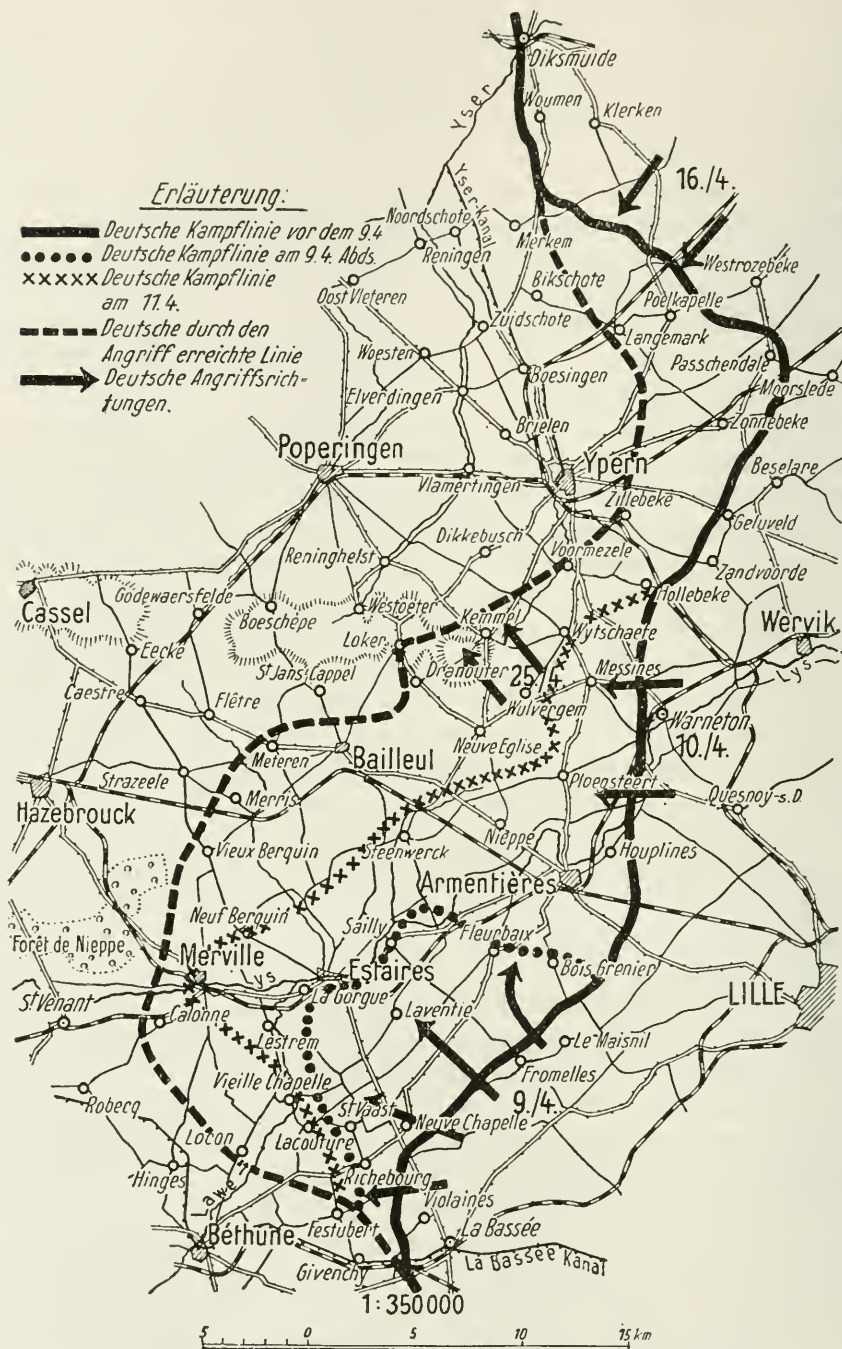 Diksmuide
Yser
Woumen
Klerken
16./4.
Erläuterung:
Deutsche Kampflinie vor dem 9.4
Deutsche Kampflinie am 9.4. Abds.
Deutsche Kampflinie
am 11.4.
Deutsche durch den
Angriff erreichte Linie
Deutsche Angriffsrich-
tungen.
Yser-Kanal
Noordschote
Reningen
Merkem
Westrozebeke
Oost Vleteren
Bikschote
Poelkapelle
Zuidschote
Langemark
Woesten
Passchendale
Boesingen
Moorslede
Elverdingen
Zonnebeke
Brielen
Poperingen
Ypern
Vlamertingen
Beselare
Zillebeke
Geluveld
Dikkebusch
Reninghelst
Voormezele
Zandvoorde
Cassel
Godewaersfelde
Hollebeke
Boeschêpe
Westoeter
Kemmel
Wytschaete
Wervik
Eecke
Loker
Lys
St Jans-Cappel
Dranouter
25.
Messines
Caestre
Flêtre
Wulvergem
Warneton
10./4.
Neuve Eglise
Meteren
Bailleul
Strazeele
Ploegsteert
Merris
Quesnoy-s.D.
Hazebrouck
Nieppe
Vieux Berquin
Steenwerck
Houplines
Armentières
Neuf Berquin
Sailly
Forêt de Nieppe
Fleurbaix
Merville
Lys
Estaires
Bois Grenier
St Venant
La Gorgue
LILLE
Calonne
Laventie
Lestrem
Le Maisnil
Fromelles
Vieille Chapelle
9./4.
Robecq
St Vaast
Neuve Chapelle
Locon
Lacouture
Hinges
Richebourg
Lawe
Violaines
Festubert
La Bassée
Béthune
Givenchy
La Bassée Kanal
1:350000
5 0 5 10 15 km